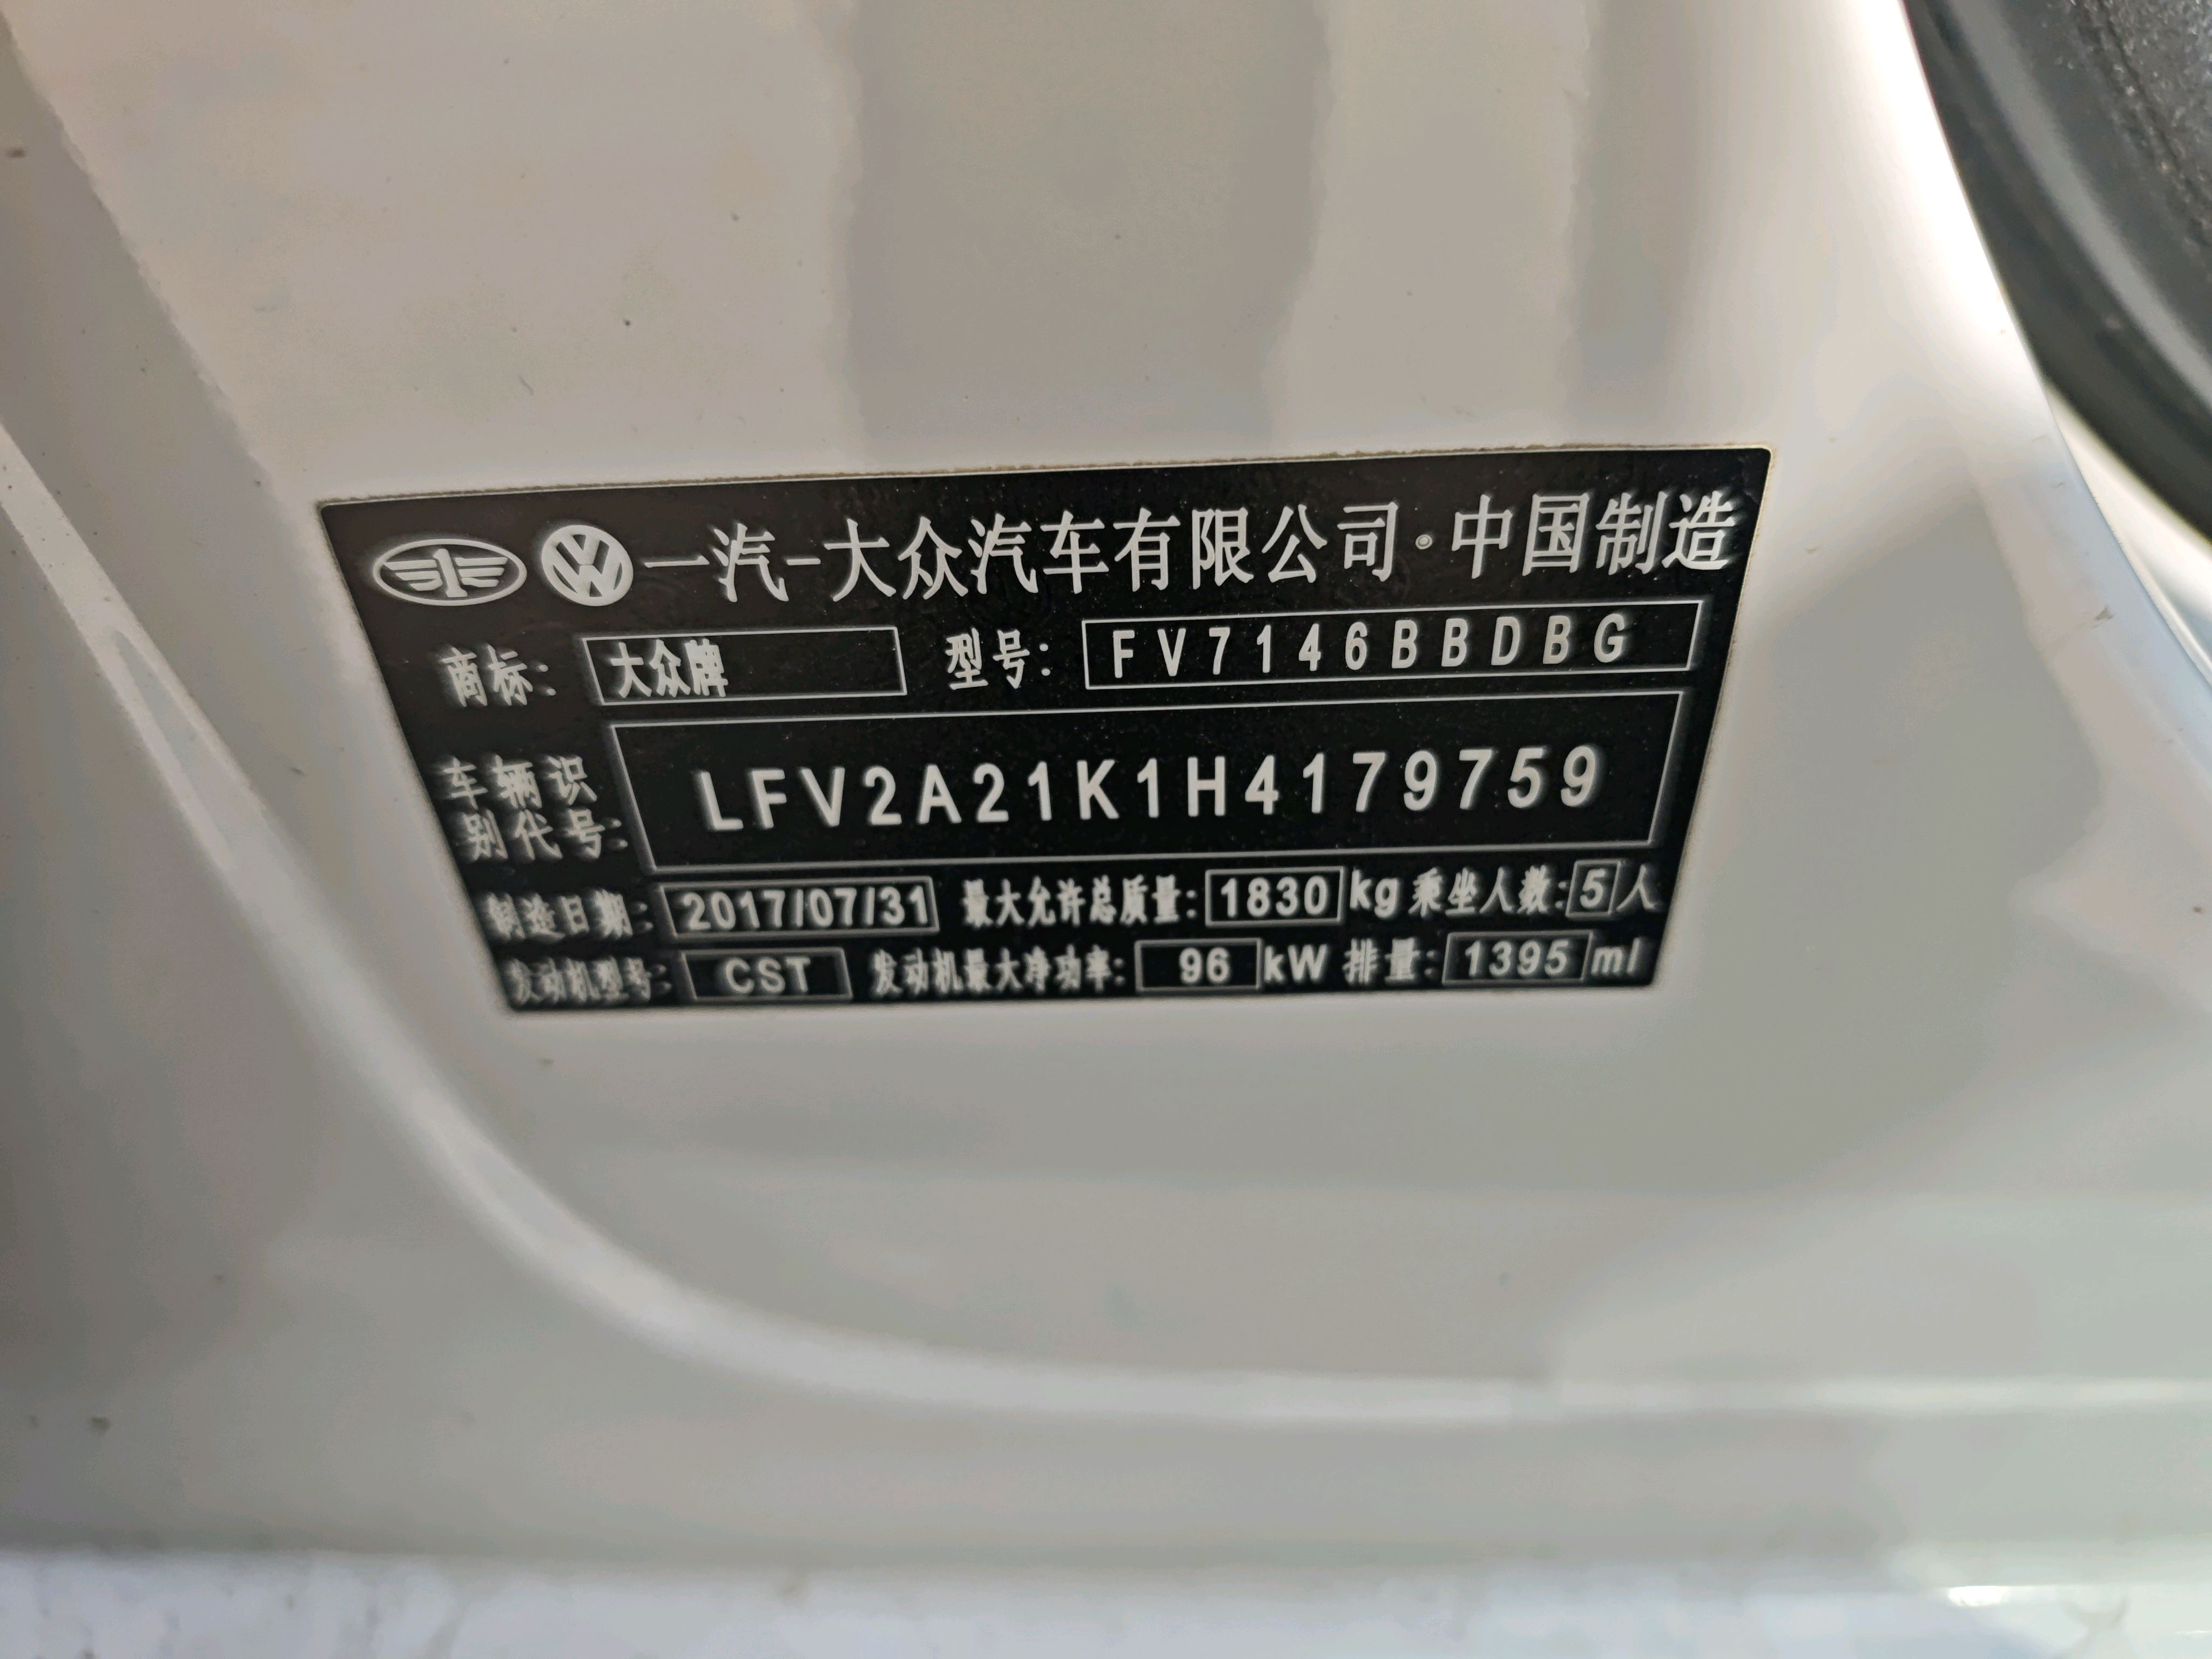 一汽-大众汽车有限公司·中国制造
商标: 大众牌 型号: FV7146BBDBG
车辆识
别代号: LFV2A21K1H4179759
制造日期: 2017/07/31 最大允许总质量: 1830 kg 乘坐人数: 5 人
发动机型号: CST 发动机最大净功率: 96 kW 排量: 1395 ml